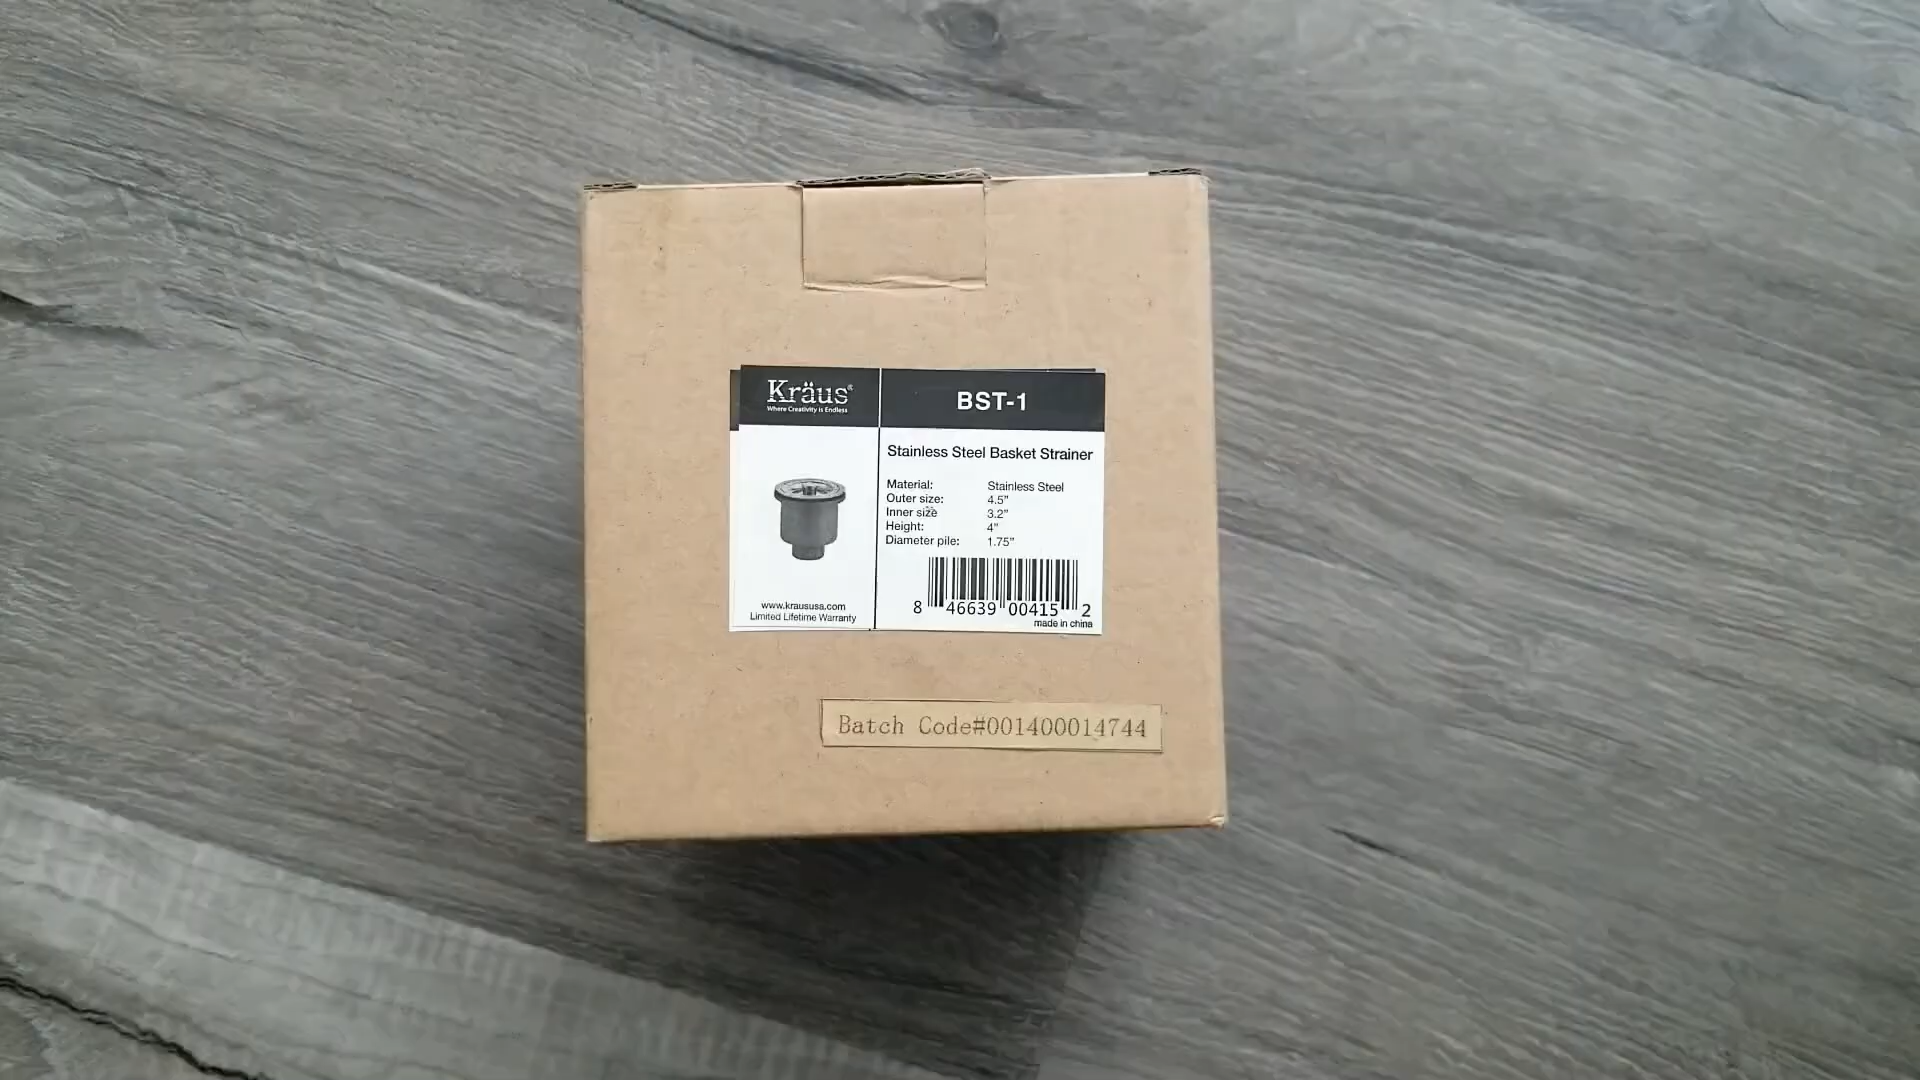 Kräus®
Where Creativity is Endless
BST-1
Stainless Steel Basket Strainer
Material: Stainless Steel
Outer size: 4.5”
Inner size 3.2”
Height: 4”
Diameter pile: 1.75”
8 46639 00415 2
made in china
www.kraususa.com
Limited Lifetime Warranty
Batch Code#001400014744